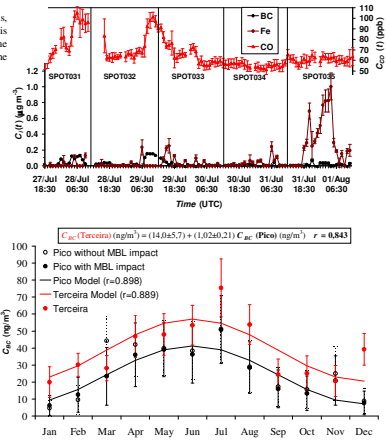 s,
is
ne
ne
BC
Fe
CO
110
100
90
80
70
60
50
C_CO (t) (ppb)
SPOT031 SPOT032 SPOT033 SPOT034 SPOT035
1.2
1.0
0.8
0.6
0.4
0.2
0.0
C_i(t) (µg m-3)
27/Jul 28/Jul 28/Jul 29/Jul 29/Jul 30/Jul 30/Jul 31/Jul 31/Jul 01/Aug
18:30 06:30 18:30 06:30 18:30 06:30 18:30 06:30 18:30 06:30
Time (UTC)
C_BC (Terceira) (ng/m³) = (14,0±5,7) + (1,02±0,21) C_BC (Pico) (ng/m³) r = 0,843
100
90
80
70
60
50
40
30
20
10
0
C_BC (ng/m³)
Pico without MBL impact
Pico with MBL impact
Pico Model (r=0.898)
Terceira Model (r=0.889)
Terceira
Jan Feb Mar Apr May Jun Jul Aug Sep Oct Nov Dec